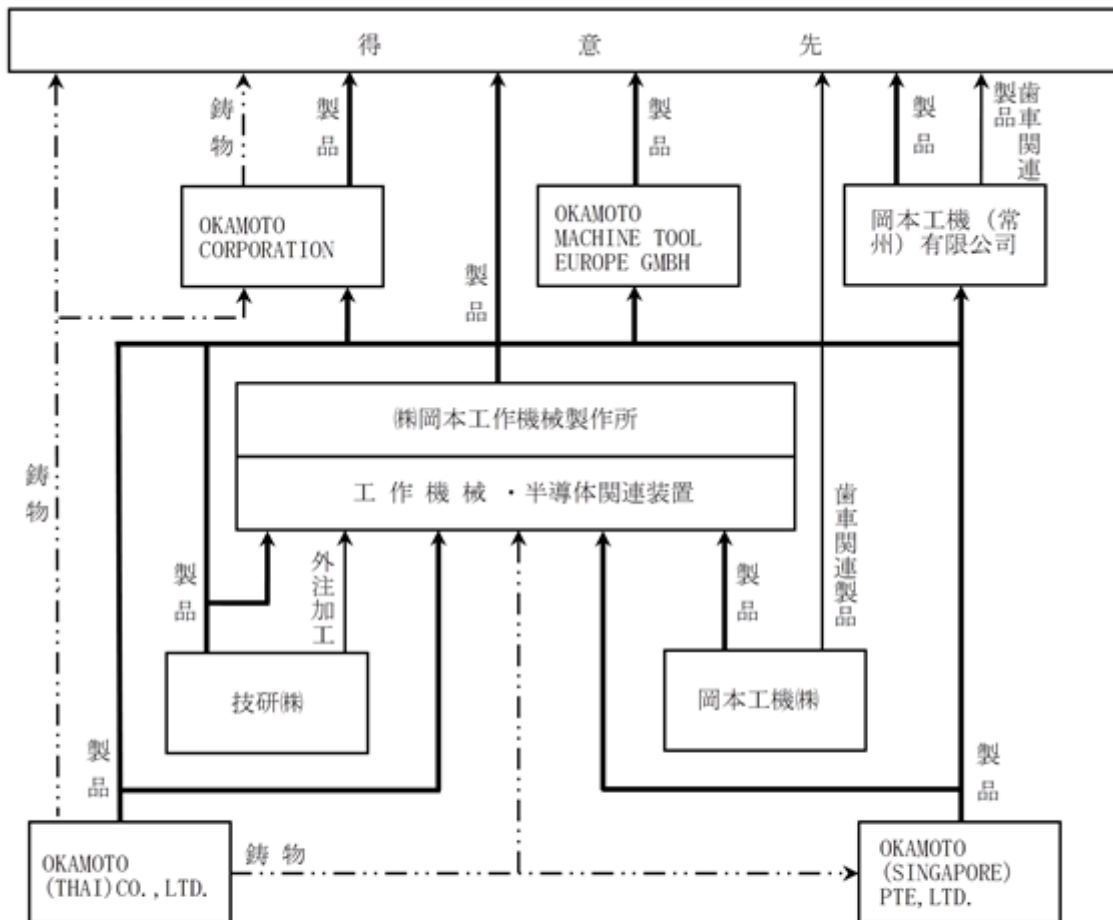 得意先
鋳物
製品
製品
製品
歯車関連
製品
OKAMOTO
CORPORATION
OKAMOTO
MACHINE TOOL
EUROPE GMBH
岡本工機（常
州）有限公司
製品
㈱岡本工作機械製作所
工作機械・半導体関連装置
鋳物
製品
外注加工
製品
歯車関連製品
技研㈱
岡本工機㈱
製品
製品
OKAMOTO
(THAI)CO.,LTD.
鋳物
OKAMOTO
(SINGAPORE)
PTE,LTD.